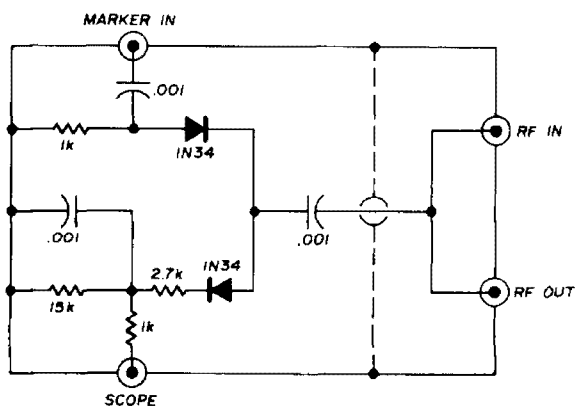 MARKER IN
.001
1k
1N34
RF IN
.001
.001
2.7k
1N34
15k
1k
RF OUT
SCOPE